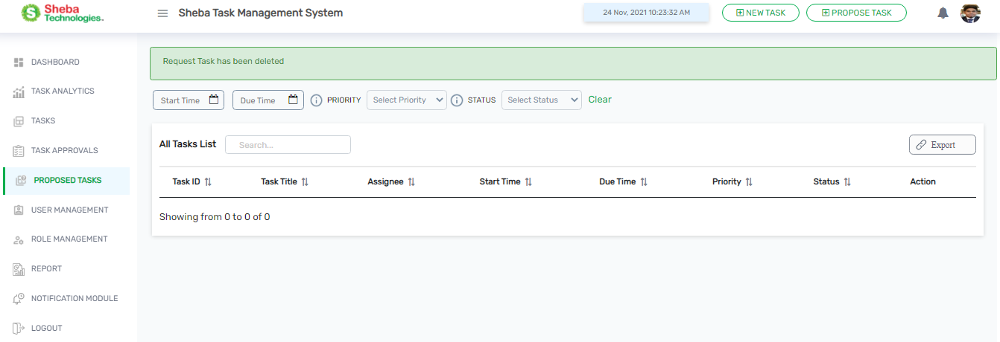 Sheba
Technologies.
Sheba Task Management System
24 Nov, 2021 10:23:32 AM
NEW TASK
PROPOSE TASK
DASHBOARD
TASK ANALYTICS
TASKS
TASK APPROVALS
PROPOSED TASKS
USER MANAGEMENT
ROLE MANAGEMENT
REPORT
NOTIFICATION MODULE
LOGOUT
Request Task has been deleted
Start Time Due Time PRIORITY Select Priority STATUS Select Status Clear
All Tasks List Search... Export
Task ID Task Title Assignee Start Time Due Time Priority Status Action
Showing from 0 to 0 of 0